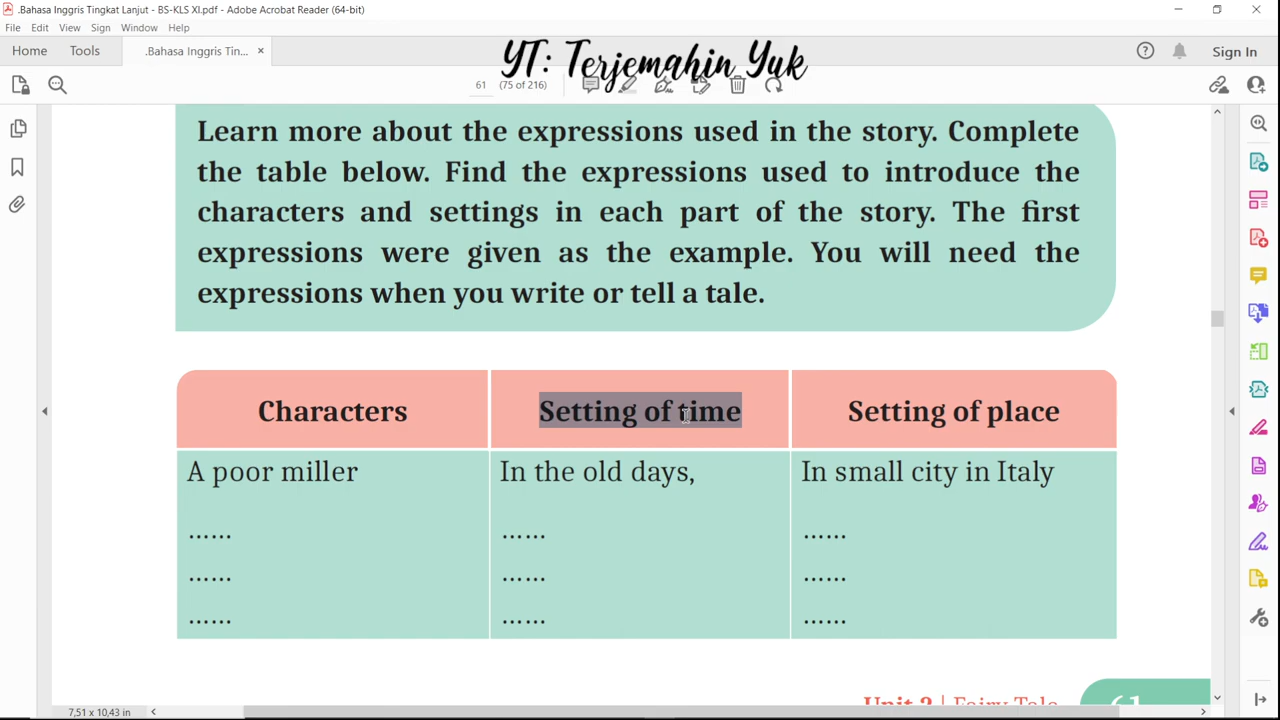 .Bahasa Inggris Tingkat Lanjut - BS-KLS XI.pdf - Adobe Acrobat Reader (64-bit)
File Edit View Sign Window Help
Home Tools .Bahasa Inggris Tin... × Sign In
YT: Terjemahin Yuk
61 (75 of 216)
Learn more about the expressions used in the story. Complete
the table below. Find the expressions used to introduce the
characters and settings in each part of the story. The first
expressions were given as the example. You will need the
expressions when you write or tell a tale.
Characters Setting of time Setting of place
A poor miller In the old days, In small city in Italy
...... ...... ......
...... ...... ......
...... ...... ......
Unit 2 | Fairy Tale 61
7,51 x 10,43 in